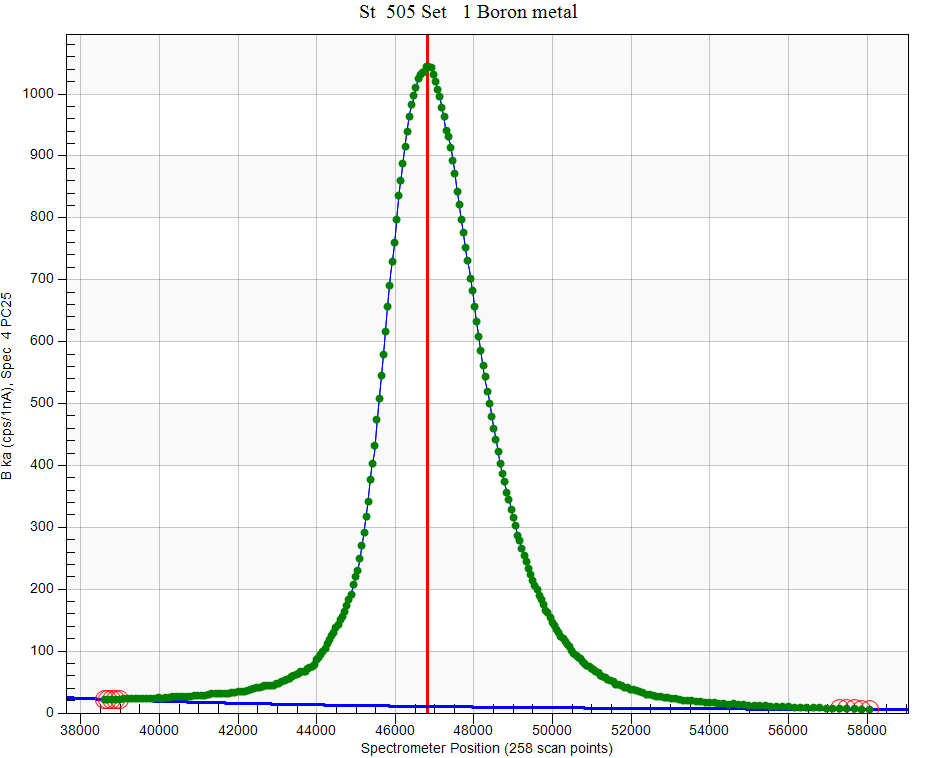 St 505 Set 1 Boron metal
B ka (cps/1nA), Spec 4 PC25
1000
900
800
700
600
500
400
300
200
100
0
38000 40000 42000 44000 46000 48000 50000 52000 54000 56000 58000
Spectrometer Position (258 scan points)